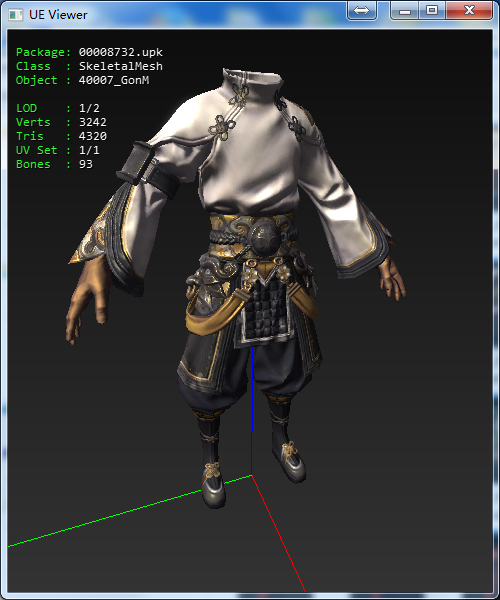 UE Viewer
Package: 00008732.upk
Class : SkeletalMesh
Object : 40007_GonM
LOD : 1/2
Verts : 3242
Tris : 4320
UV Set : 1/1
Bones : 93